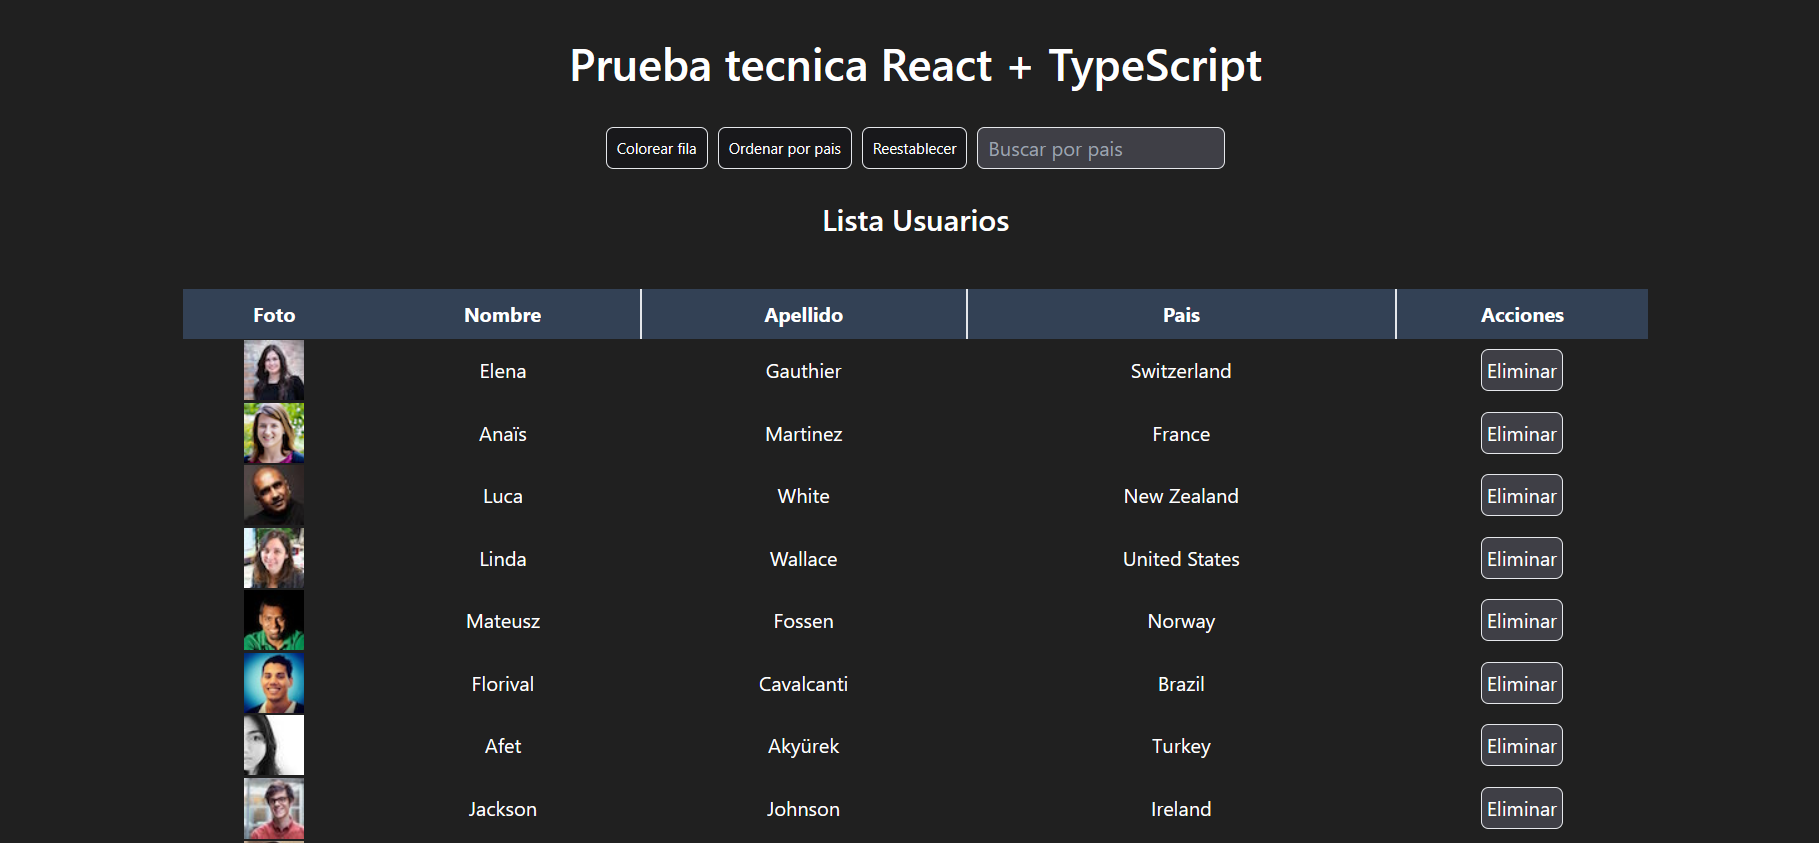 Prueba tecnica React + TypeScript
Colorear fila Ordenar por pais Reestablecer Buscar por pais
Lista Usuarios
Foto Nombre Apellido Pais Acciones
Elena Gauthier Switzerland Eliminar
Anaïs Martinez France Eliminar
Luca White New Zealand Eliminar
Linda Wallace United States Eliminar
Mateusz Fossen Norway Eliminar
Florival Cavalcanti Brazil Eliminar
Afet Akyürek Turkey Eliminar
Jackson Johnson Ireland Eliminar